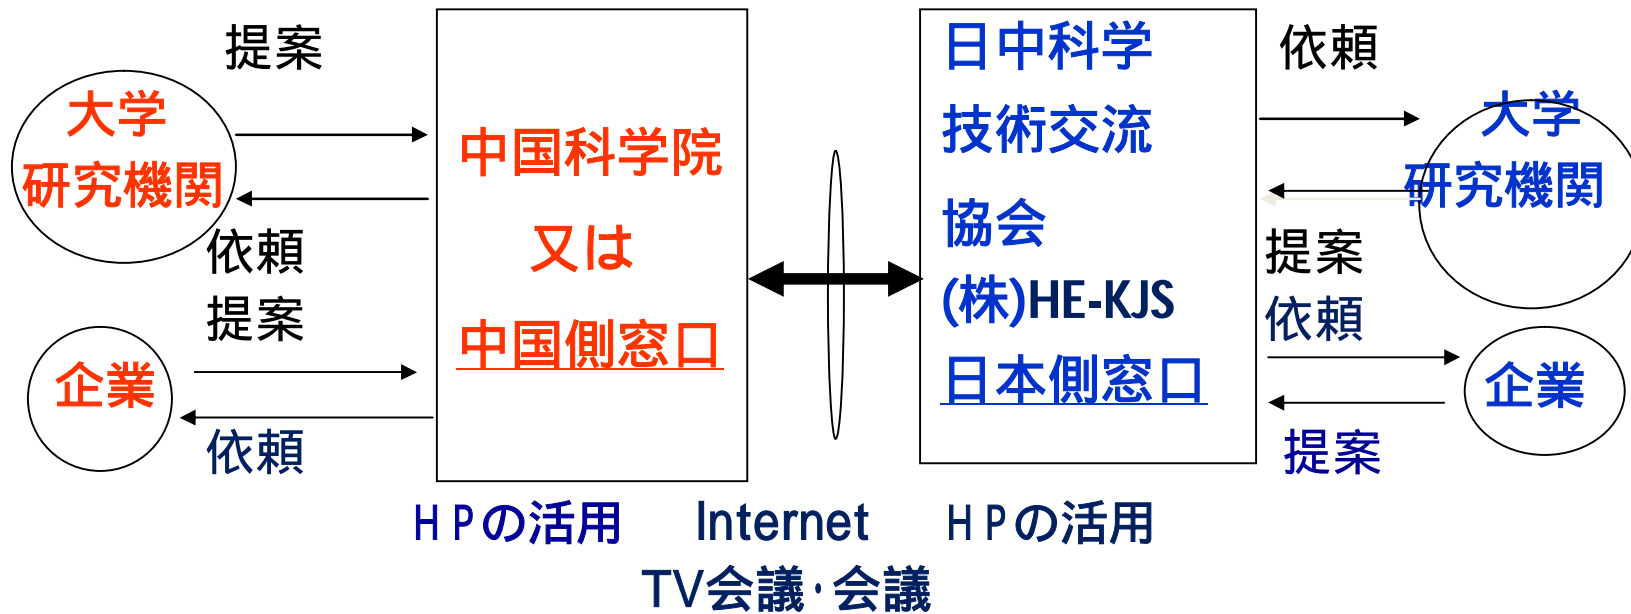 提案
大学
研究機関
依頼
提案
企業
依頼
中国科学院
又は
中国側窓口
日中科学
技術交流
協会
(株)HE-KJS
日本側窓口
依頼
大学
研究機関
提案
依頼
企業
提案
ＨＰの活用
Internet
ＨＰの活用
TV会議・会議